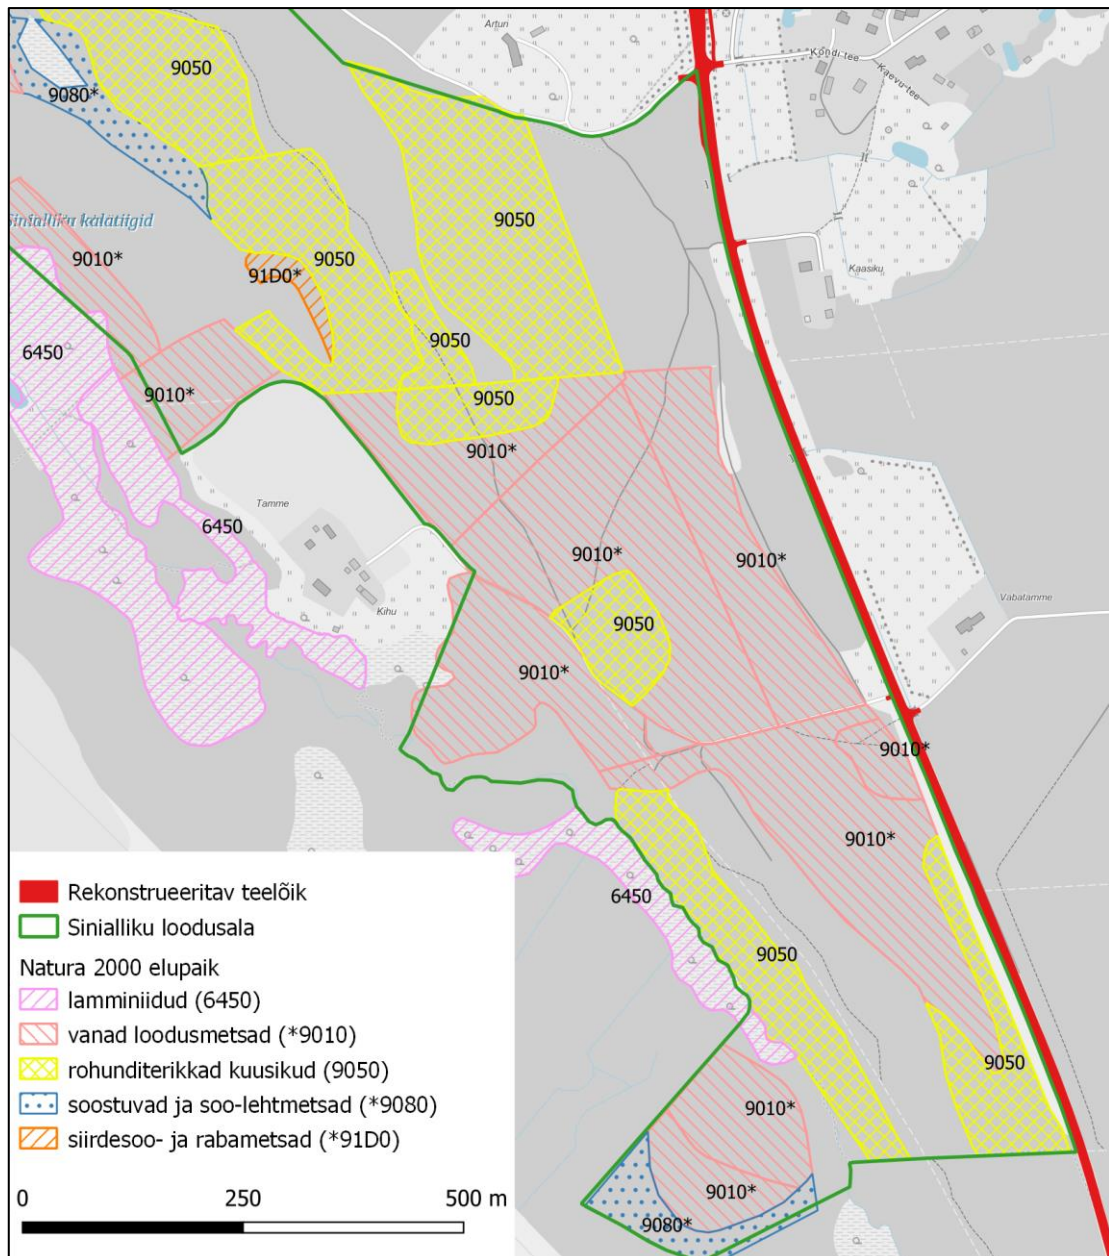 Arturi
9050
Kondi tee
Kaevu tee
9080*
9050
Sinialliku kalatiigid
9010*
9050
91D0*
Kaasiku
6450
9050
9010*
9050
9010*
Tamme
6450
9010*
9010*
Kihu
9050
Vabatamme
9010*
9010*
9010*
6450
9050
9050
9010*
9010*
9080*
Rekonstrueeritav teelõik
Sinialliku loodusala
Natura 2000 elupaik
lamminiidud (6450)
vanad loodusmetsad (*9010)
rohunditerikkad kuusikud (9050)
soostuvad ja soo-lehtmetsad (*9080)
siirdesoo- ja rabametsad (*91D0)
0 250 500 m